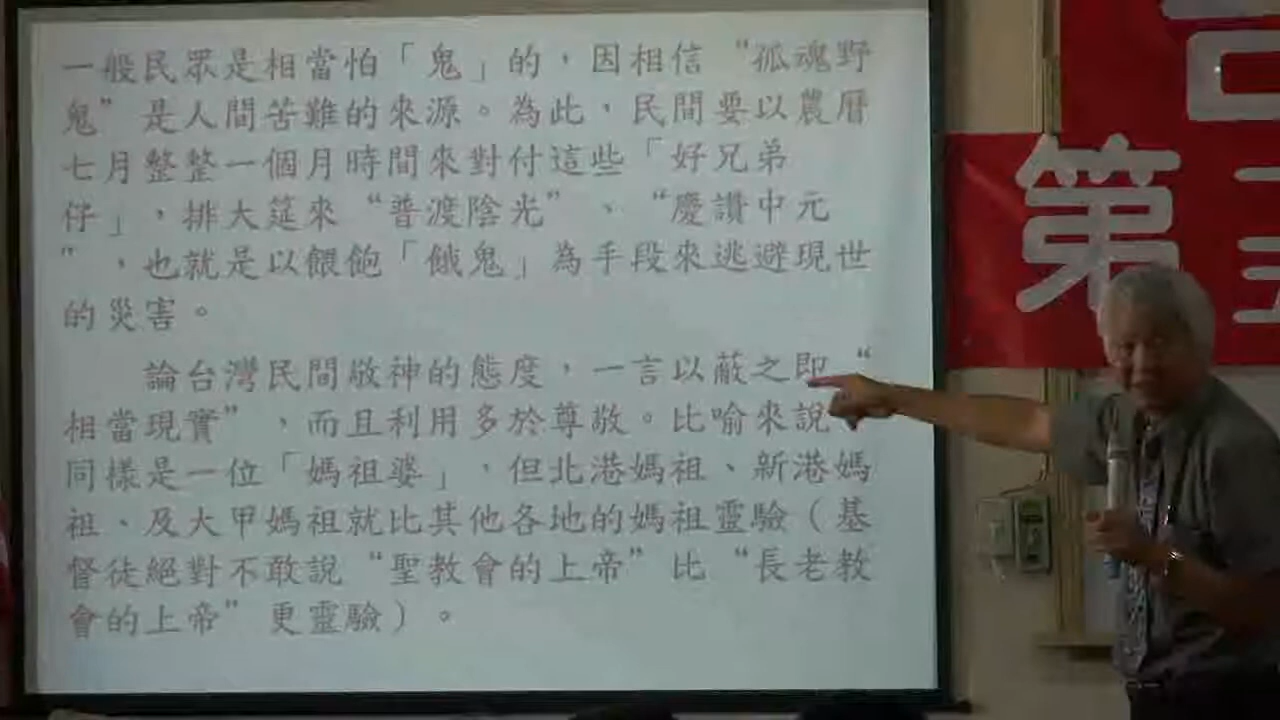 一般民眾是相當怕「鬼」的，因相信“孤魂野
鬼”是人間苦難的來源。為此，民間要以農曆
七月整整一個月時間來對付這些「好兄弟
仔」，排大筵來“普渡陰光”、“慶讚中元
”，也就是以餵飽「餓鬼」為手段來逃避現世
的災害。
論台灣民間敬神的態度，一言以蔽之即“
相當現實”，而且利用多於尊敬。比喻來說
同樣是一位「媽祖婆」，但北港媽祖、新港媽
祖、及大甲媽祖就比其他各地的媽祖靈驗（基
督徒絕對不敢說“聖教會的上帝”比“長老教
會的上帝”更靈驗）。
第